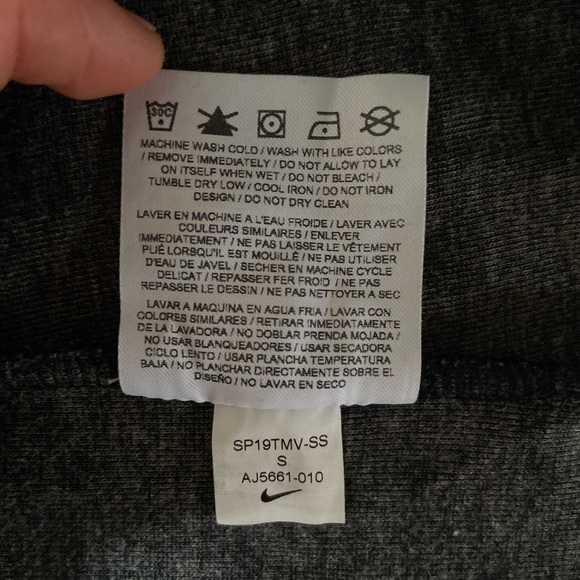 30C
MACHINE WASH COLD / WASH WITH LIKE COLORS
/ REMOVE IMMEDIATELY / DO NOT ALLOW TO LAY
ON ITSELF WHEN WET / DO NOT BLEACH /
TUMBLE DRY LOW / COOL IRON / DO NOT IRON
DESIGN / DO NOT DRY CLEAN
LAVER EN MACHINE A L'EAU FROIDE / LAVER AVEC
COULEURS SIMILAIRES / ENLEVER
IMMEDIATEMENT / NE PAS LAISSER LE VÊTEMENT
PLIÉ LORSQU'IL EST MOUILLÉ / NE PAS UTILISER
D'EAU DE JAVEL / SECHER EN MACHINE CYCLE
DELICAT / REPASSER FER FROID / NE PAS
REPASSER LE DESSIN / NE PAS NETTOYER A SEC
LAVAR A MAQUINA EN AGUA FRIA / LAVAR CON
COLORES SIMILARES / RETIRAR INMEDIATAMENTE
DE LA LAVADORA / NO DOBLAR PRENDA MOJADA /
NO USAR BLANQUEADORES / USAR SECADORA
CICLO LENTO / USAR PLANCHA TEMPERATURA
BAJA / NO PLANCHAR DIRECTAMENTE SOBRE EL
DISEÑO / NO LAVAR EN SECO
SP19TMV-SS
S
AJ5661-010